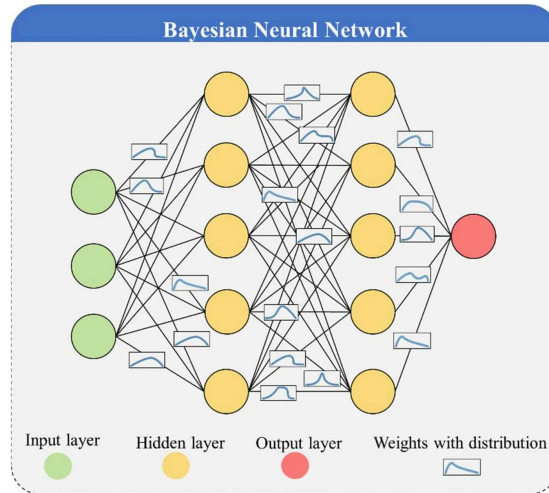 Bayesian Neural Network
Input layer
Hidden layer
Output layer
Weights with distribution